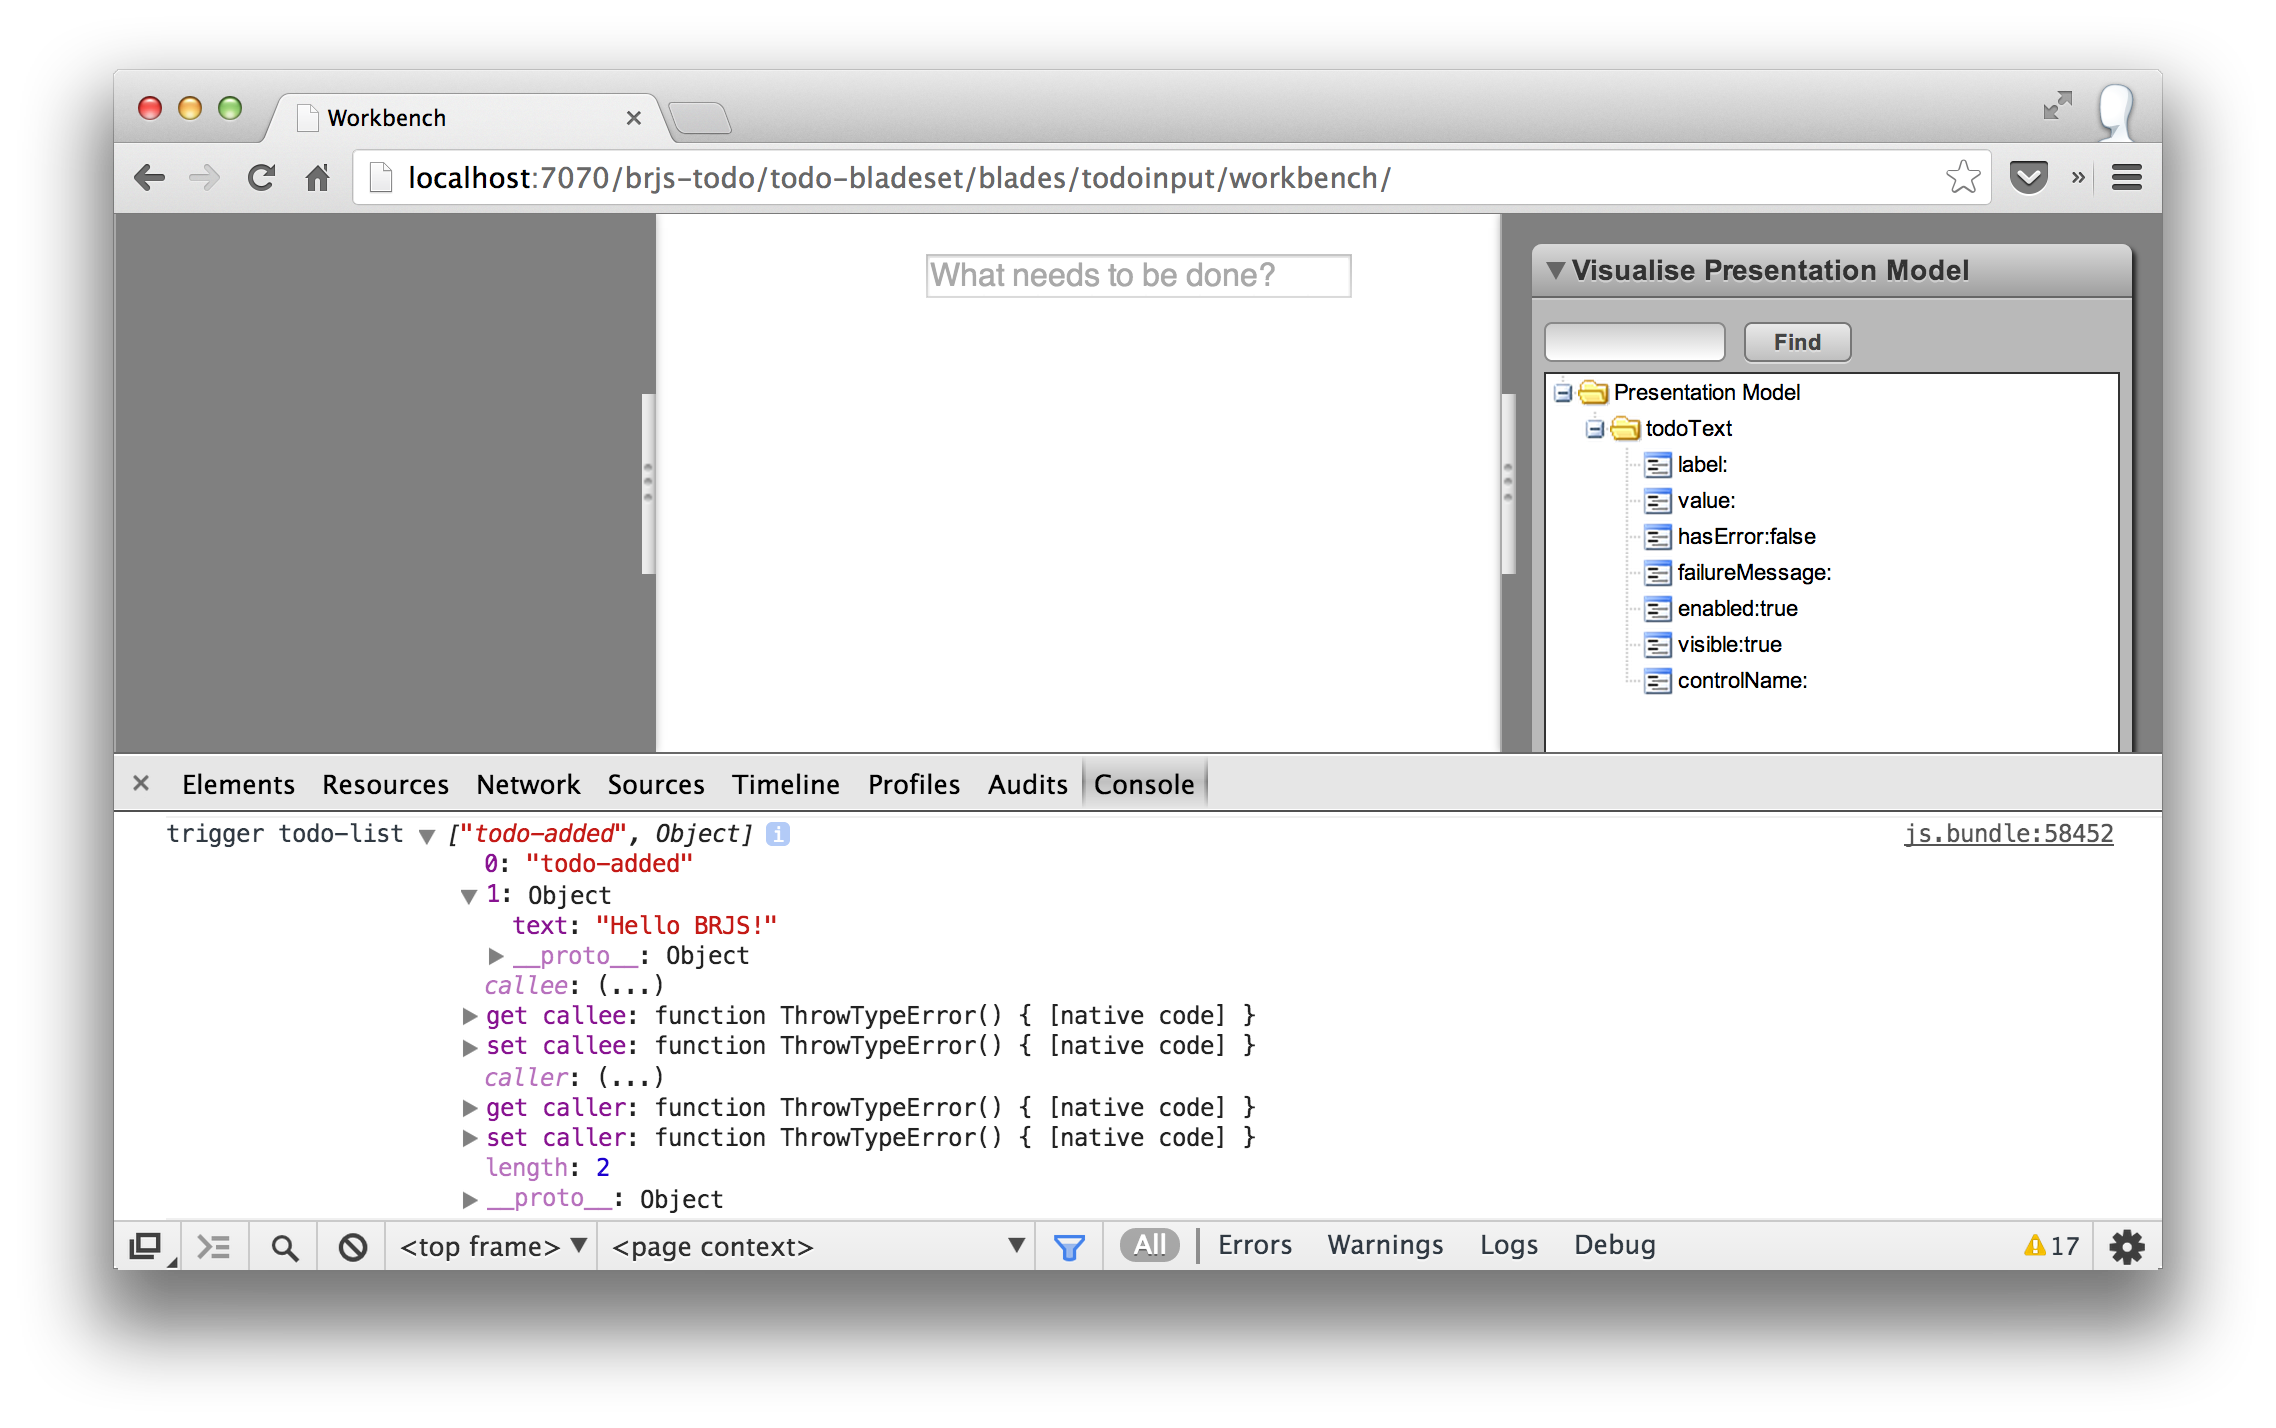 Workbench
localhost:7070/brjs-todo/todo-bladeset/blades/todoinput/workbench/
What needs to be done?
Visualise Presentation Model
Find
Presentation Model
todoText
label:
value:
hasError:false
failureMessage:
enabled:true
visible:true
controlName:
Elements Resources Network Sources Timeline Profiles Audits Console
trigger todo-list ["todo-added", Object] i js.bundle:58452
0: "todo-added"
1: Object
text: "Hello BRJS!"
__proto__: Object
callee: (...)
get callee: function ThrowTypeError() { [native code] }
set callee: function ThrowTypeError() { [native code] }
caller: (...)
get caller: function ThrowTypeError() { [native code] }
set caller: function ThrowTypeError() { [native code] }
length: 2
__proto__: Object
<top frame> <page context> All Errors Warnings Logs Debug 17